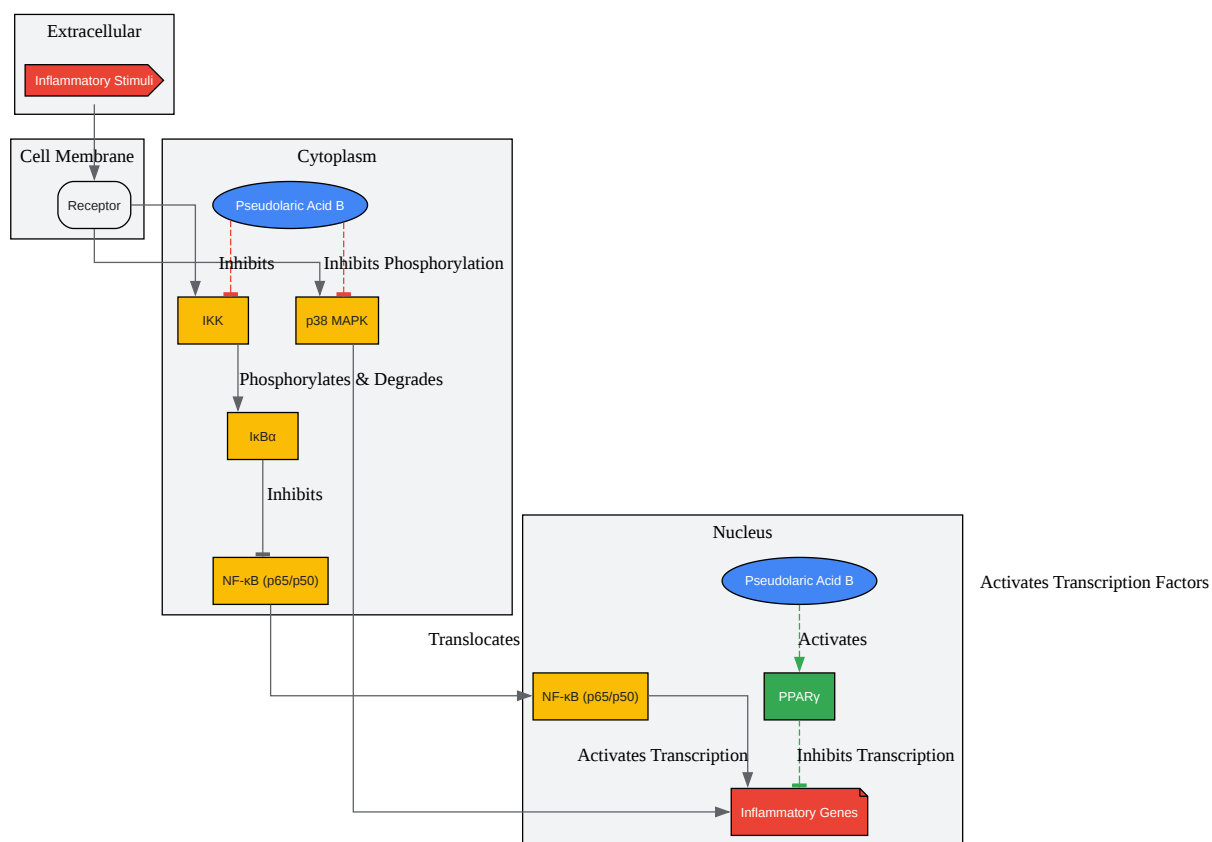 Extracellular
Inflammatory Stimuli
Cell Membrane
Cytoplasm
Receptor
Pseudolaric Acid B
Inhibits
Inhibits Phosphorylation
IKK
p38 MAPK
Phosphorylates & Degrades
IκBα
Inhibits
NF-κB (p65/p50)
Nucleus
Pseudolaric Acid B
Activates Transcription Factors
Translocates
Activates
NF-κB (p65/p50)
PPARγ
Activates Transcription
Inhibits Transcription
Inflammatory Genes